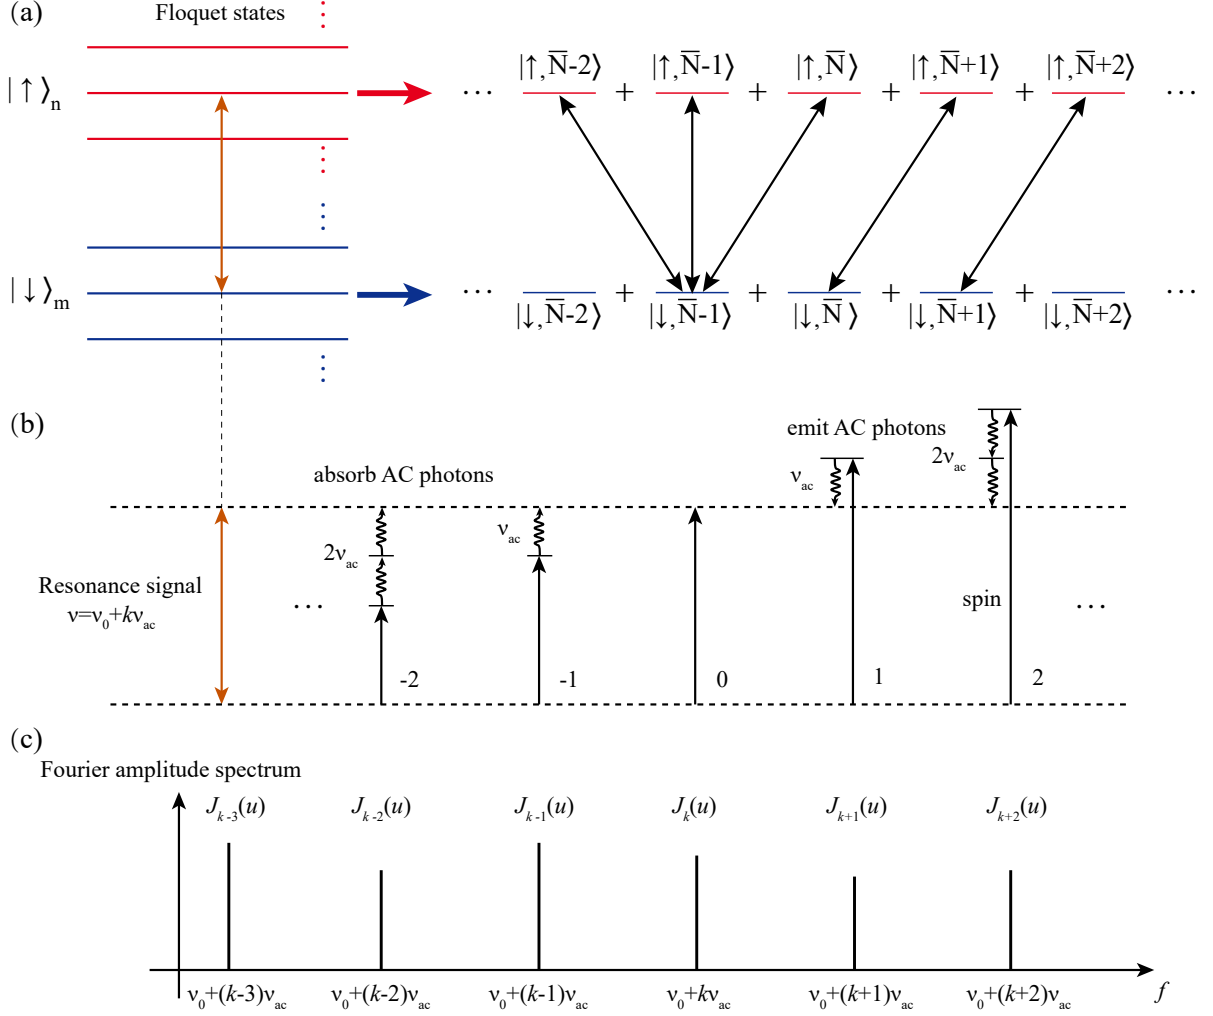 (a)
Floquet states
|↑⟩n
··· |↑, N̅-2⟩ + |↑, N̅-1⟩ + |↑, N̅⟩ + |↑, N̅+1⟩ + |↑, N̅+2⟩ ···
|↓⟩m
··· |↓, N̅-2⟩ + |↓, N̅-1⟩ + |↓, N̅⟩ + |↓, N̅+1⟩ + |↓, N̅+2⟩ ···
(b)
absorb AC photons
emit AC photons
2νac
νac
νac
2νac
Resonance signal
ν=ν0+kνac
···
spin
···
-2 -1 0 1 2
(c)
Fourier amplitude spectrum
Jk-3(u) Jk-2(u) Jk-1(u) Jk(u) Jk+1(u) Jk+2(u)
ν0+(k-3)νac ν0+(k-2)νac ν0+(k-1)νac ν0+kνac ν0+(k+1)νac ν0+(k+2)νac f